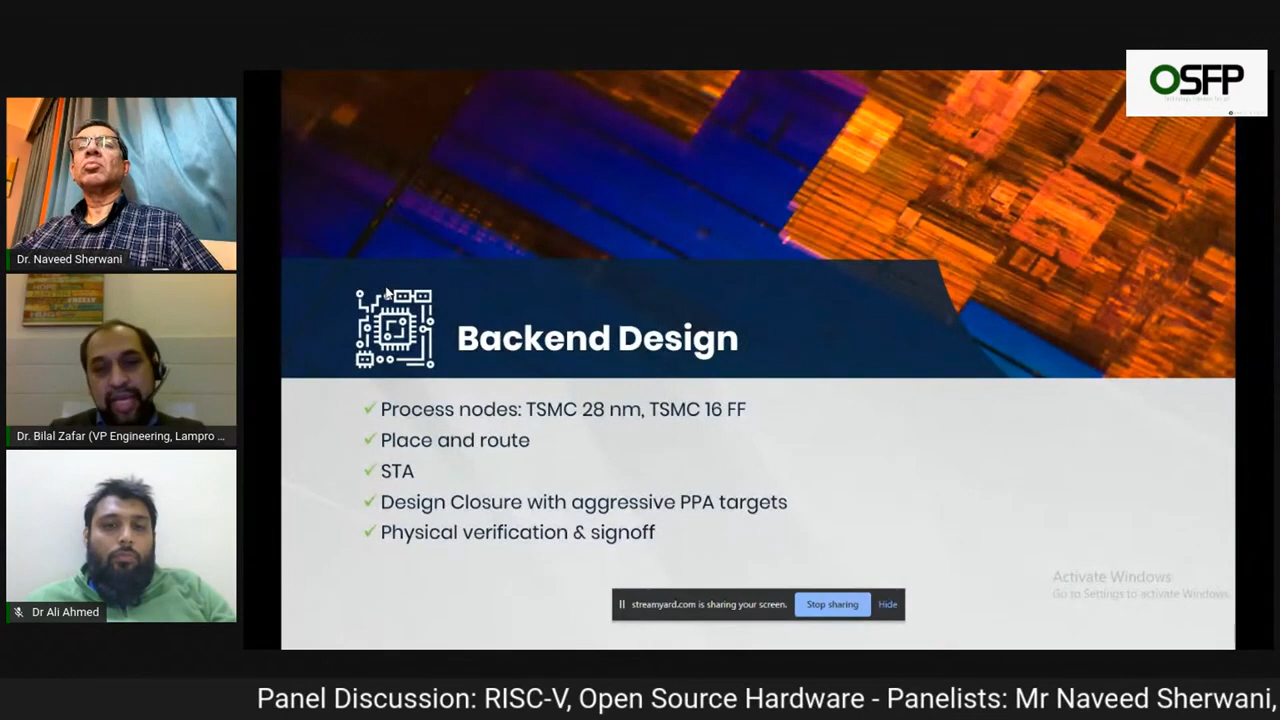 OSFP
Dr. Naveed Sherwani
Dr. Bilal Zafar (VP Engineering, Lampro ...
Dr Ali Ahmed
Backend Design
Process nodes: TSMC 28 nm, TSMC 16 FF
Place and route
STA
Design Closure with aggressive PPA targets
Physical verification & signoff
streamyard.com is sharing your screen. Stop sharing Hide
Activate Windows
Go to Settings to activate Windows.
Panel Discussion: RISC-V, Open Source Hardware - Panelists: Mr Naveed Sherwani,